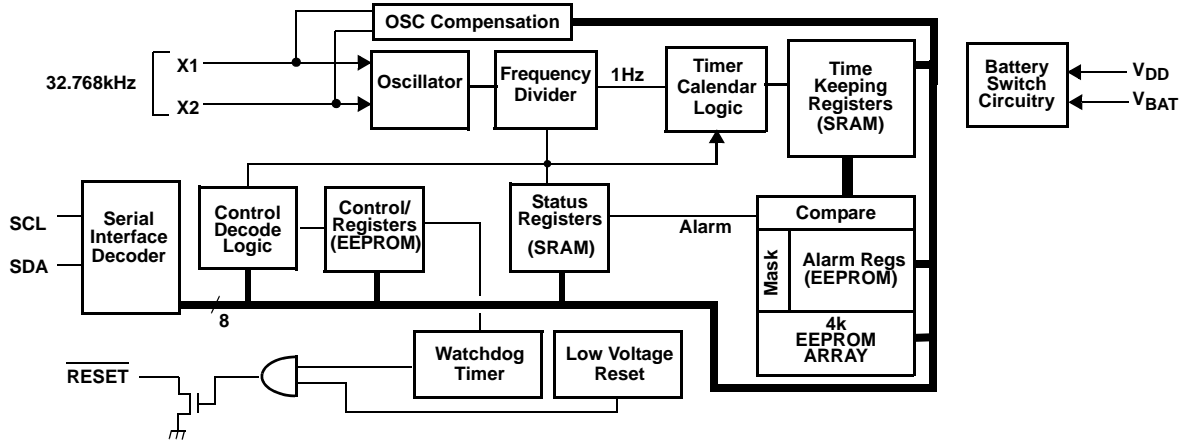 OSC Compensation
32.768kHz
X1
X2
Oscillator
Frequency
Divider
1Hz
Timer
Calendar
Logic
Time
Keeping
Registers
(SRAM)
Battery
Switch
Circuitry
VDD
VBAT
SCL
SDA
Serial
Interface
Decoder
Control
Decode
Logic
Control/
Registers
(EEPROM)
Status
Registers
(SRAM)
Alarm
Compare
Mask
Alarm Regs
(EEPROM)
4k
EEPROM
ARRAY
8
RESET
Watchdog
Timer
Low Voltage
Reset